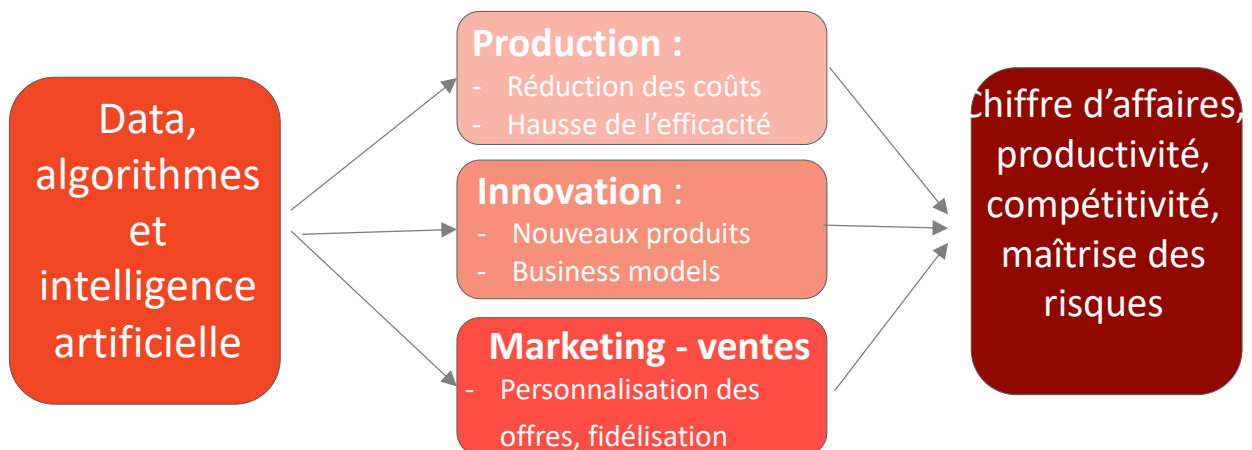 Data,
algorithmes
et
intelligence
artificielle
Production :
- Réduction des coûts
- Hausse de l’efficacité
Innovation :
- Nouveaux produits
- Business models
Marketing - ventes
- Personnalisation des
offres, fidélisation
Chiffre d’affaires,
productivité,
compétitivité,
maîtrise des
risques